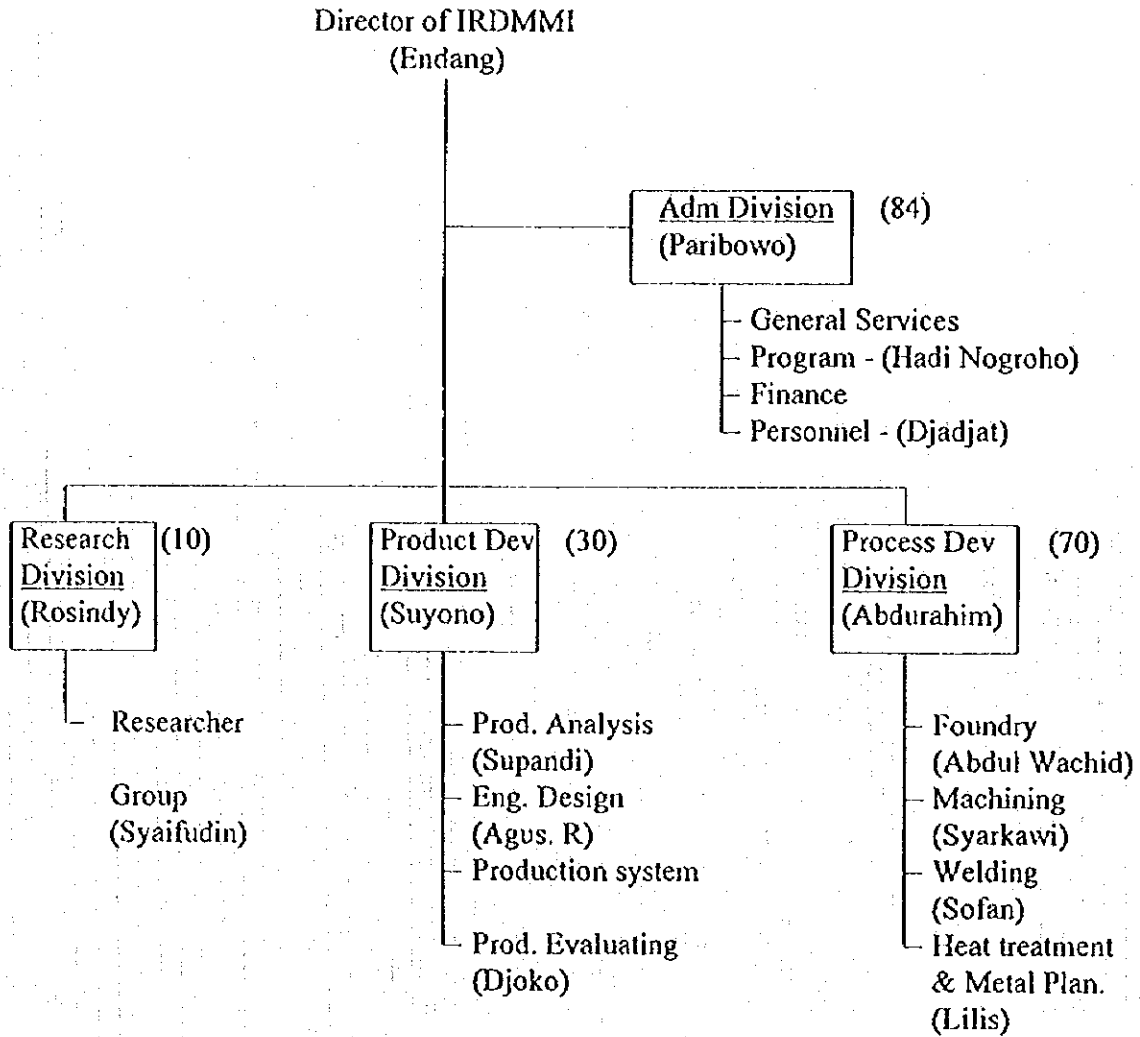 Director of IRDMMI
(Endang)
Adm Division (84)
(Paribowo)
General Services
Program - (Hadi Nogroho)
Finance
Personnel - (Djadjat)
Research (10)
Division
(Rosindy)
Researcher
Group
(Syaifudin)
Product Dev (30)
Division
(Suyono)
Prod. Analysis
(Supandi)
Eng. Design
(Agus. R)
Production system
Prod. Evaluating
(Djoko)
Process Dev (70)
Division
(Abdurahim)
Foundry
(Abdul Wachid)
Machining
(Syarkawi)
Welding
(Sofan)
Heat treatment
& Metal Plan.
(Lilis)